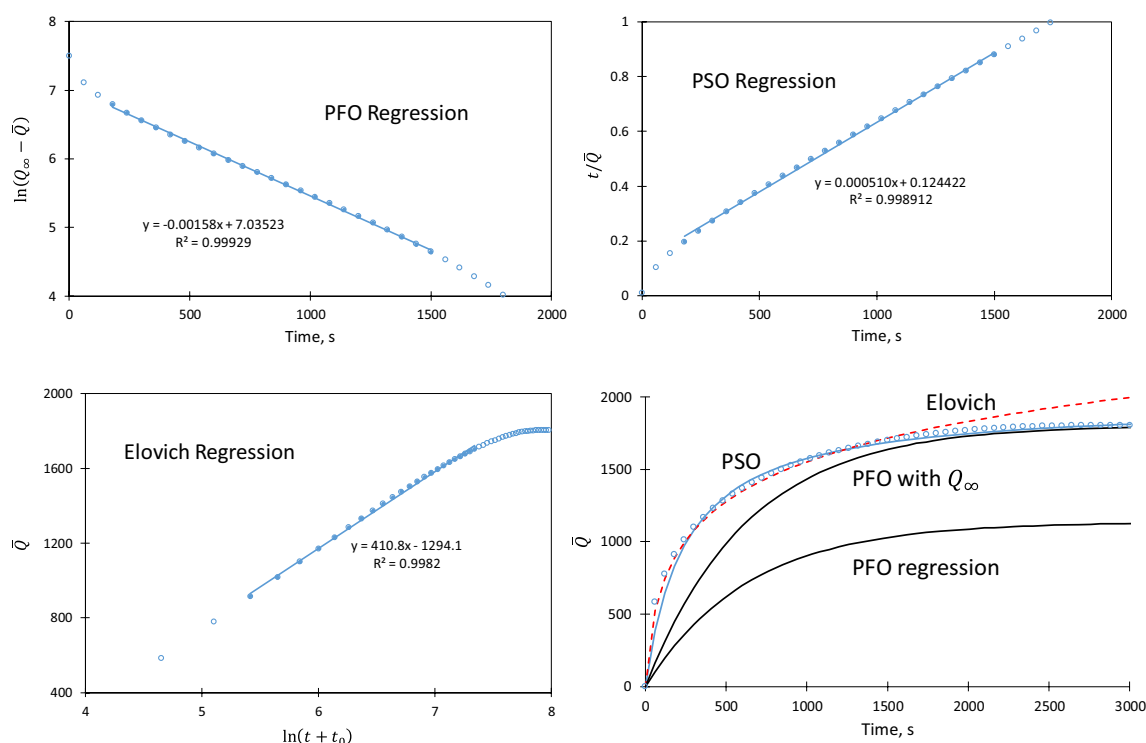 8
7
6
5
4
0
500
1000
1500
2000
ln(Q∞ − Q̄)
Time, s
PFO Regression
y = -0.00158x + 7.03523
R² = 0.99929
1
0.8
0.6
0.4
0.2
0
0
500
1000
1500
2000
t/Q̄
Time, s
PSO Regression
y = 0.000510x + 0.124422
R² = 0.998912
2000
1600
1200
800
400
4
5
6
7
8
Q̄
ln(t + t₀)
Elovich Regression
y = 410.8x - 1294.1
R² = 0.9982
2000
1500
1000
500
0
0
500
1000
1500
2000
2500
3000
Q̄
Time, s
Elovich
PSO
PFO with Q∞
PFO regression